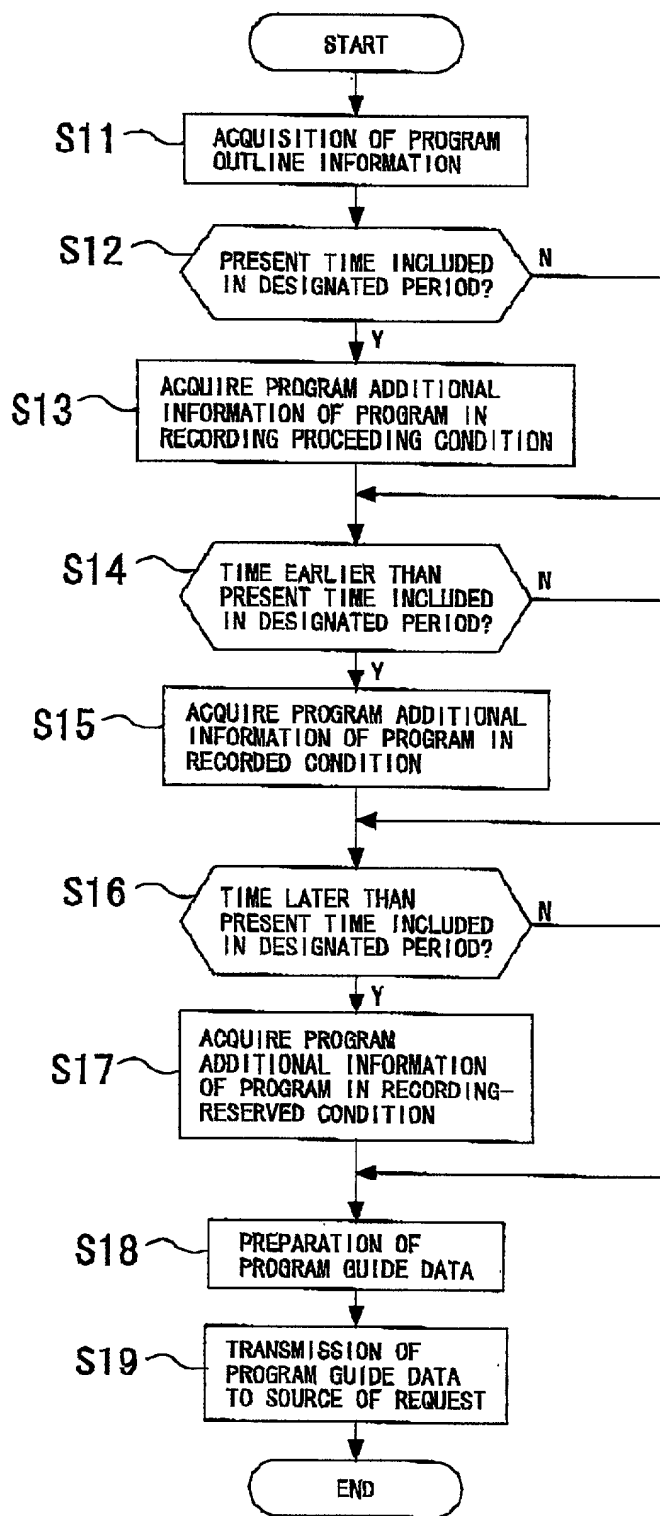 START
S11
ACQUISITION OF PROGRAM
OUTLINE INFORMATION
S12
PRESENT TIME INCLUDED
IN DESIGNATED PERIOD?
N
Y
S13
ACQUIRE PROGRAM ADDITIONAL
INFORMATION OF PROGRAM IN
RECORDING PROCEEDING CONDITION
S14
TIME EARLIER THAN
PRESENT TIME INCLUDED
IN DESIGNATED PERIOD?
N
Y
S15
ACQUIRE PROGRAM ADDITIONAL
INFORMATION OF PROGRAM IN
RECORDED CONDITION
S16
TIME LATER THAN
PRESENT TIME INCLUDED
IN DESIGNATED PERIOD?
N
Y
S17
ACQUIRE PROGRAM
ADDITIONAL INFORMATION
OF PROGRAM IN RECORDING-
RESERVED CONDITION
S18
PREPARATION OF
PROGRAM GUIDE DATA
S19
TRANSMISSION OF
PROGRAM GUIDE DATA
TO SOURCE OF REQUEST
END